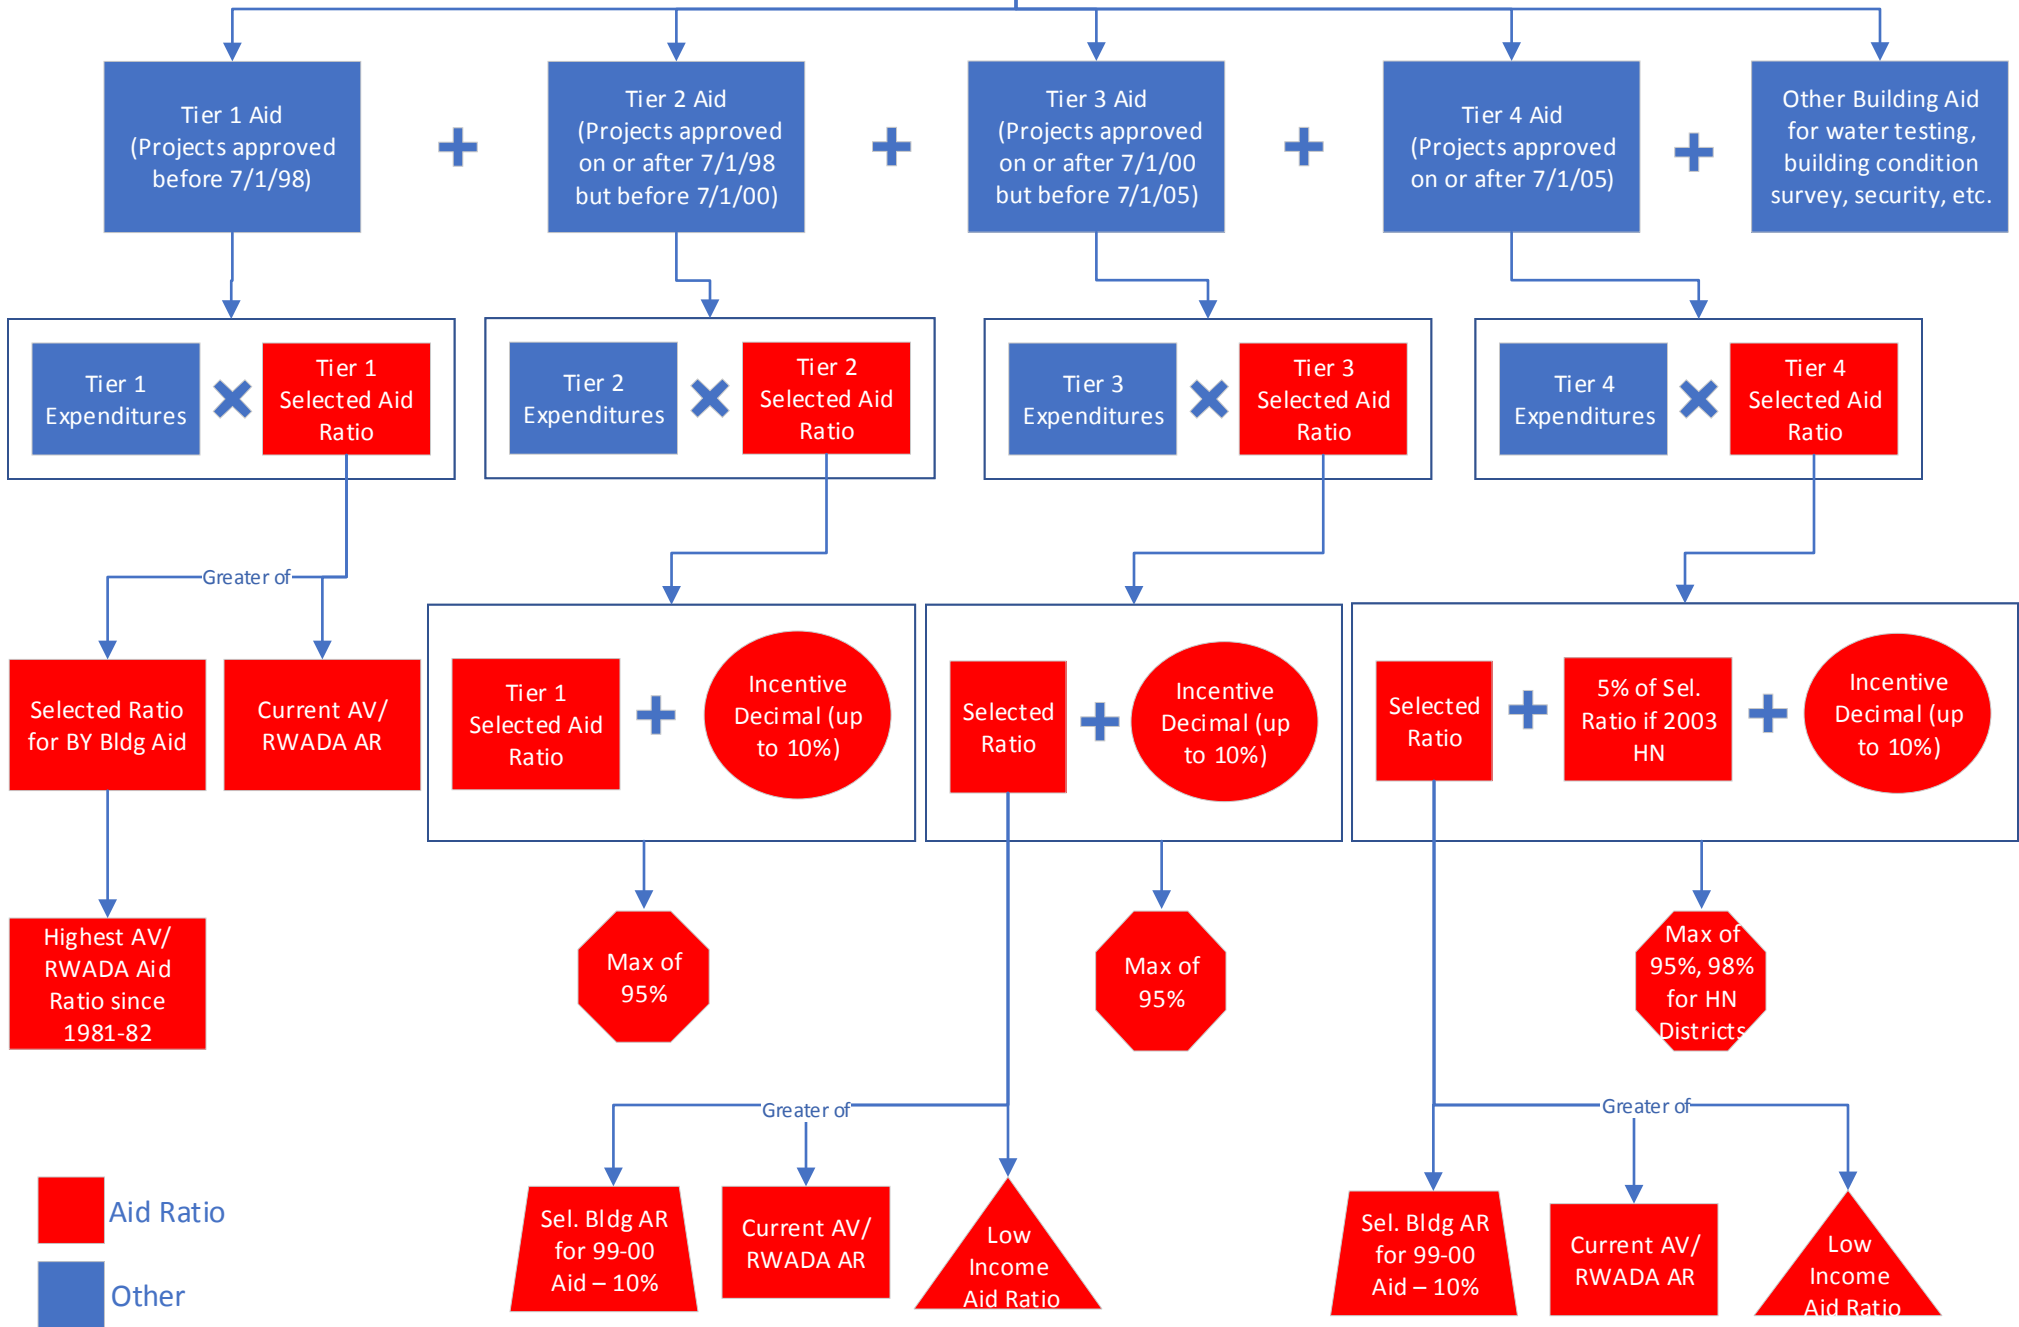 Tier 1 Aid
(Projects approved
before 7/1/98)
Tier 2 Aid
(Projects approved
on or after 7/1/98
but before 7/1/00)
Tier 3 Aid
(Projects approved
on or after 7/1/00
but before 7/1/05)
Tier 4 Aid
(Projects approved
on or after 7/1/05)
Other Building Aid
for water testing,
building condition
survey, security, etc.
Tier 1
Expenditures
Tier 1
Selected Aid
Ratio
Tier 2
Expenditures
Tier 2
Selected Aid
Ratio
Tier 3
Expenditures
Tier 3
Selected Aid
Ratio
Tier 4
Expenditures
Tier 4
Selected Aid
Ratio
Greater of
Selected Ratio
for BY Bldg Aid
Current AV/
RWADA AR
Tier 1
Selected Aid
Ratio
Incentive
Decimal (up
to 10%)
Selected
Ratio
Incentive
Decimal (up
to 10%)
Selected
Ratio
5% of Sel.
Ratio if 2003
HN
Incentive
Decimal (up
to 10%)
Highest AV/
RWADA Aid
Ratio since
1981-82
Max of
95%
Max of
95%
Max of
95%, 98%
for HN
Districts
Greater of
Greater of
Sel. Bldg AR
for 99-00
Aid – 10%
Current AV/
RWADA AR
Low
Income
Aid Ratio
Sel. Bldg AR
for 99-00
Aid – 10%
Current AV/
RWADA AR
Low
Income
Aid Ratio
Aid Ratio
Other